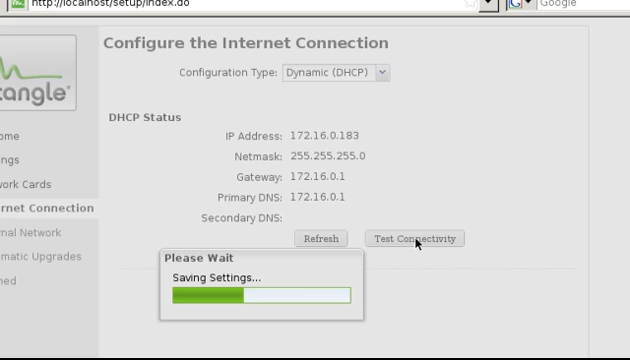 http://localhost/setup/index.do
Google
Configure the Internet Connection
Configuration Type: Dynamic (DHCP)
tangle
DHCP Status
IP Address: 172.16.0.183
Netmask: 255.255.255.0
Gateway: 172.16.0.1
Primary DNS: 172.16.0.1
Secondary DNS:
Refresh Test Connectivity
ome
ngs
work Cards
rnet Connection
nal Network
matic Upgrades
hed
Please Wait
Saving Settings...